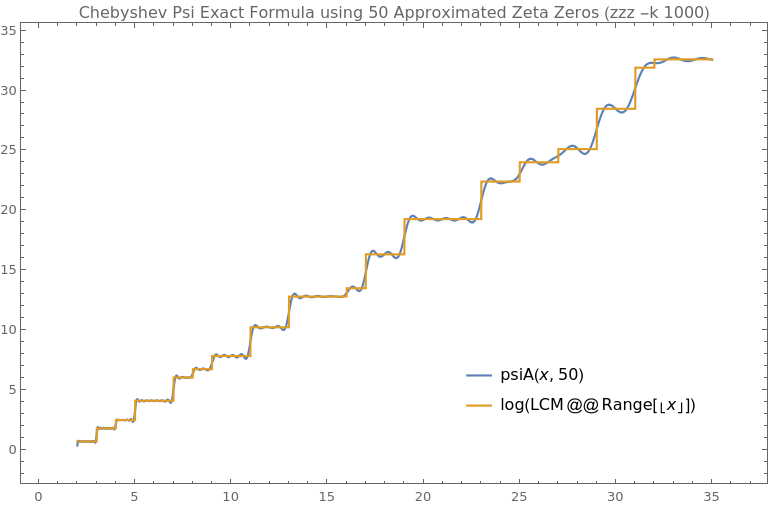 Chebyshev Psi Exact Formula using 50 Approximated Zeta Zeros (zzz –k 1000)
35
30
25
20
15
10
5
0
psiA(x, 50)
log(LCM @@ Range[⌊x⌋])
0 5 10 15 20 25 30 35